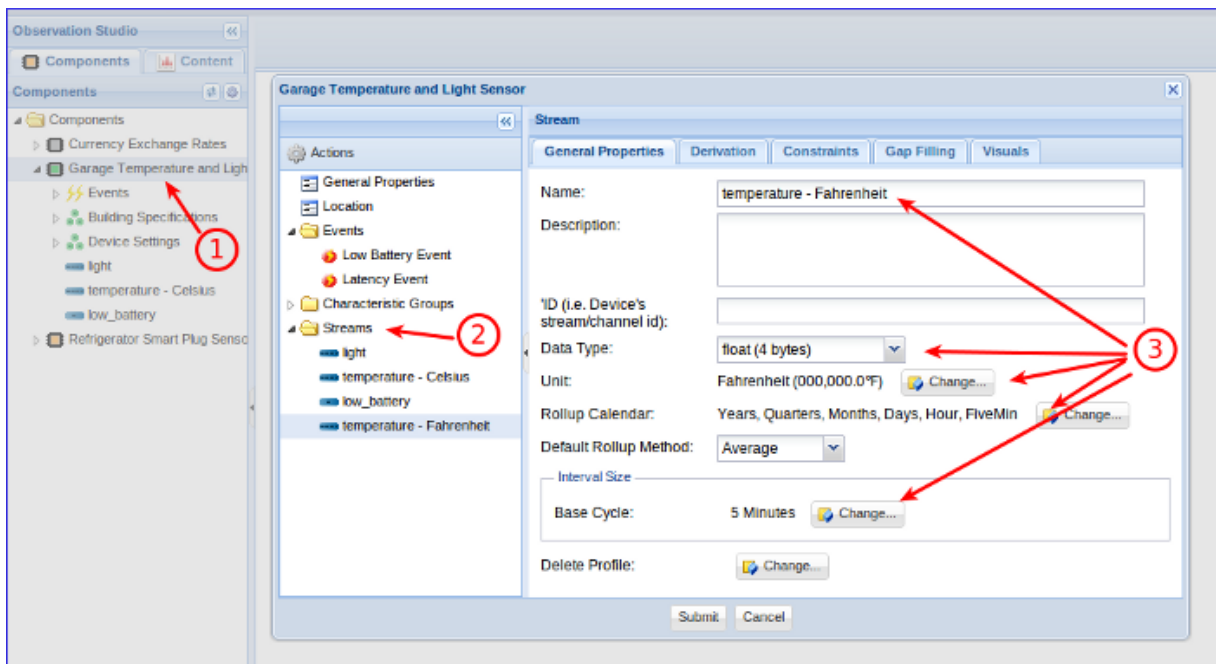 Observation Studio
Components
Content
Components
Components
Currency Exchange Rates
Garage Temperature and Ligh
Events
Building Specifications
Device Settings
light
temperature - Celsius
low_battery
Refrigerator Smart Plug Senso
1
Garage Temperature and Light Sensor
Actions
General Properties
Location
Events
Low Battery Event
Latency Event
Characteristic Groups
Streams
light
temperature - Celsius
low_battery
temperature - Fahrenheit
2
Stream
General Properties
Derivation
Constraints
Gap Filling
Visuals
Name:
temperature - Fahrenheit
Description:
'ID (i.e. Device's
stream/channel id):
Data Type:
float (4 bytes)
Unit:
Fahrenheit (000,000.0°F)
Change...
Rollup Calendar:
Years, Quarters, Months, Days, Hour, FiveMin
Change...
Default Rollup Method:
Average
Interval Size
Base Cycle:
5 Minutes
Change...
Delete Profile:
Change...
3
Submit
Cancel